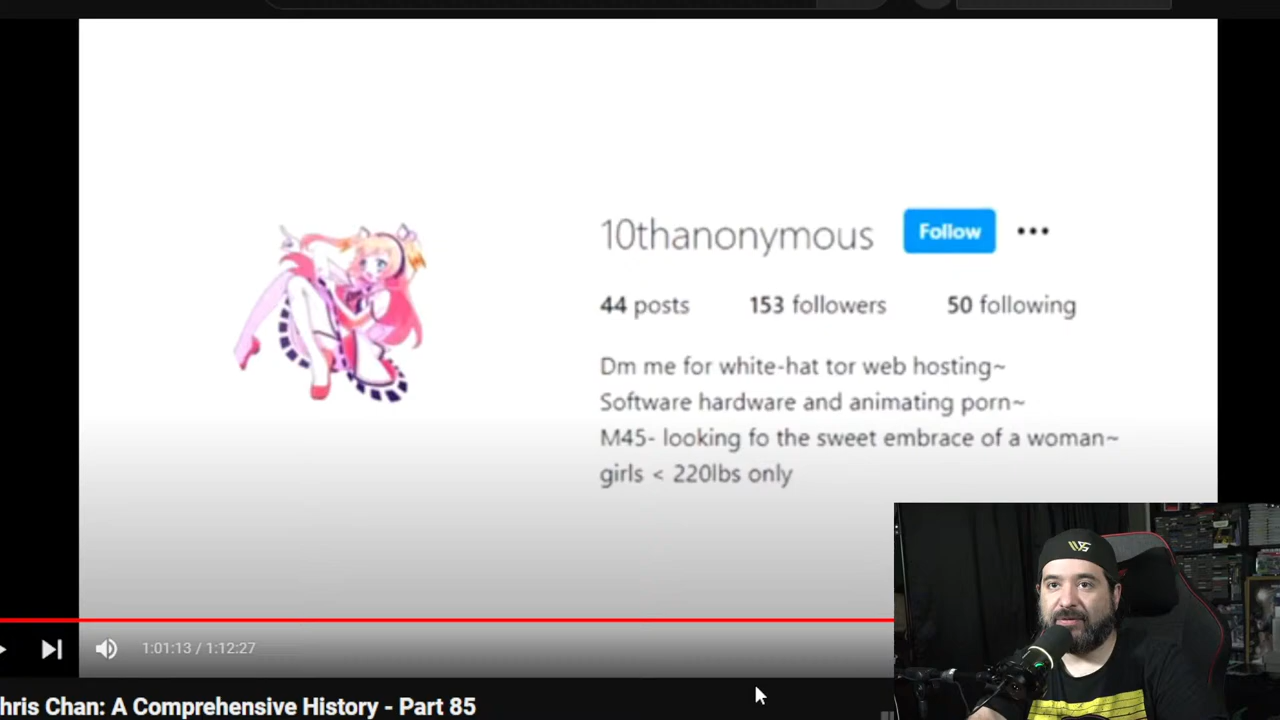 10thanonymous
Follow
44 posts 153 followers 50 following
Dm me for white-hat tor web hosting~
Software hardware and animating porn~
M45- looking fo the sweet embrace of a woman~
girls < 220lbs only
1:01:13 / 1:12:27
hris Chan: A Comprehensive History - Part 85